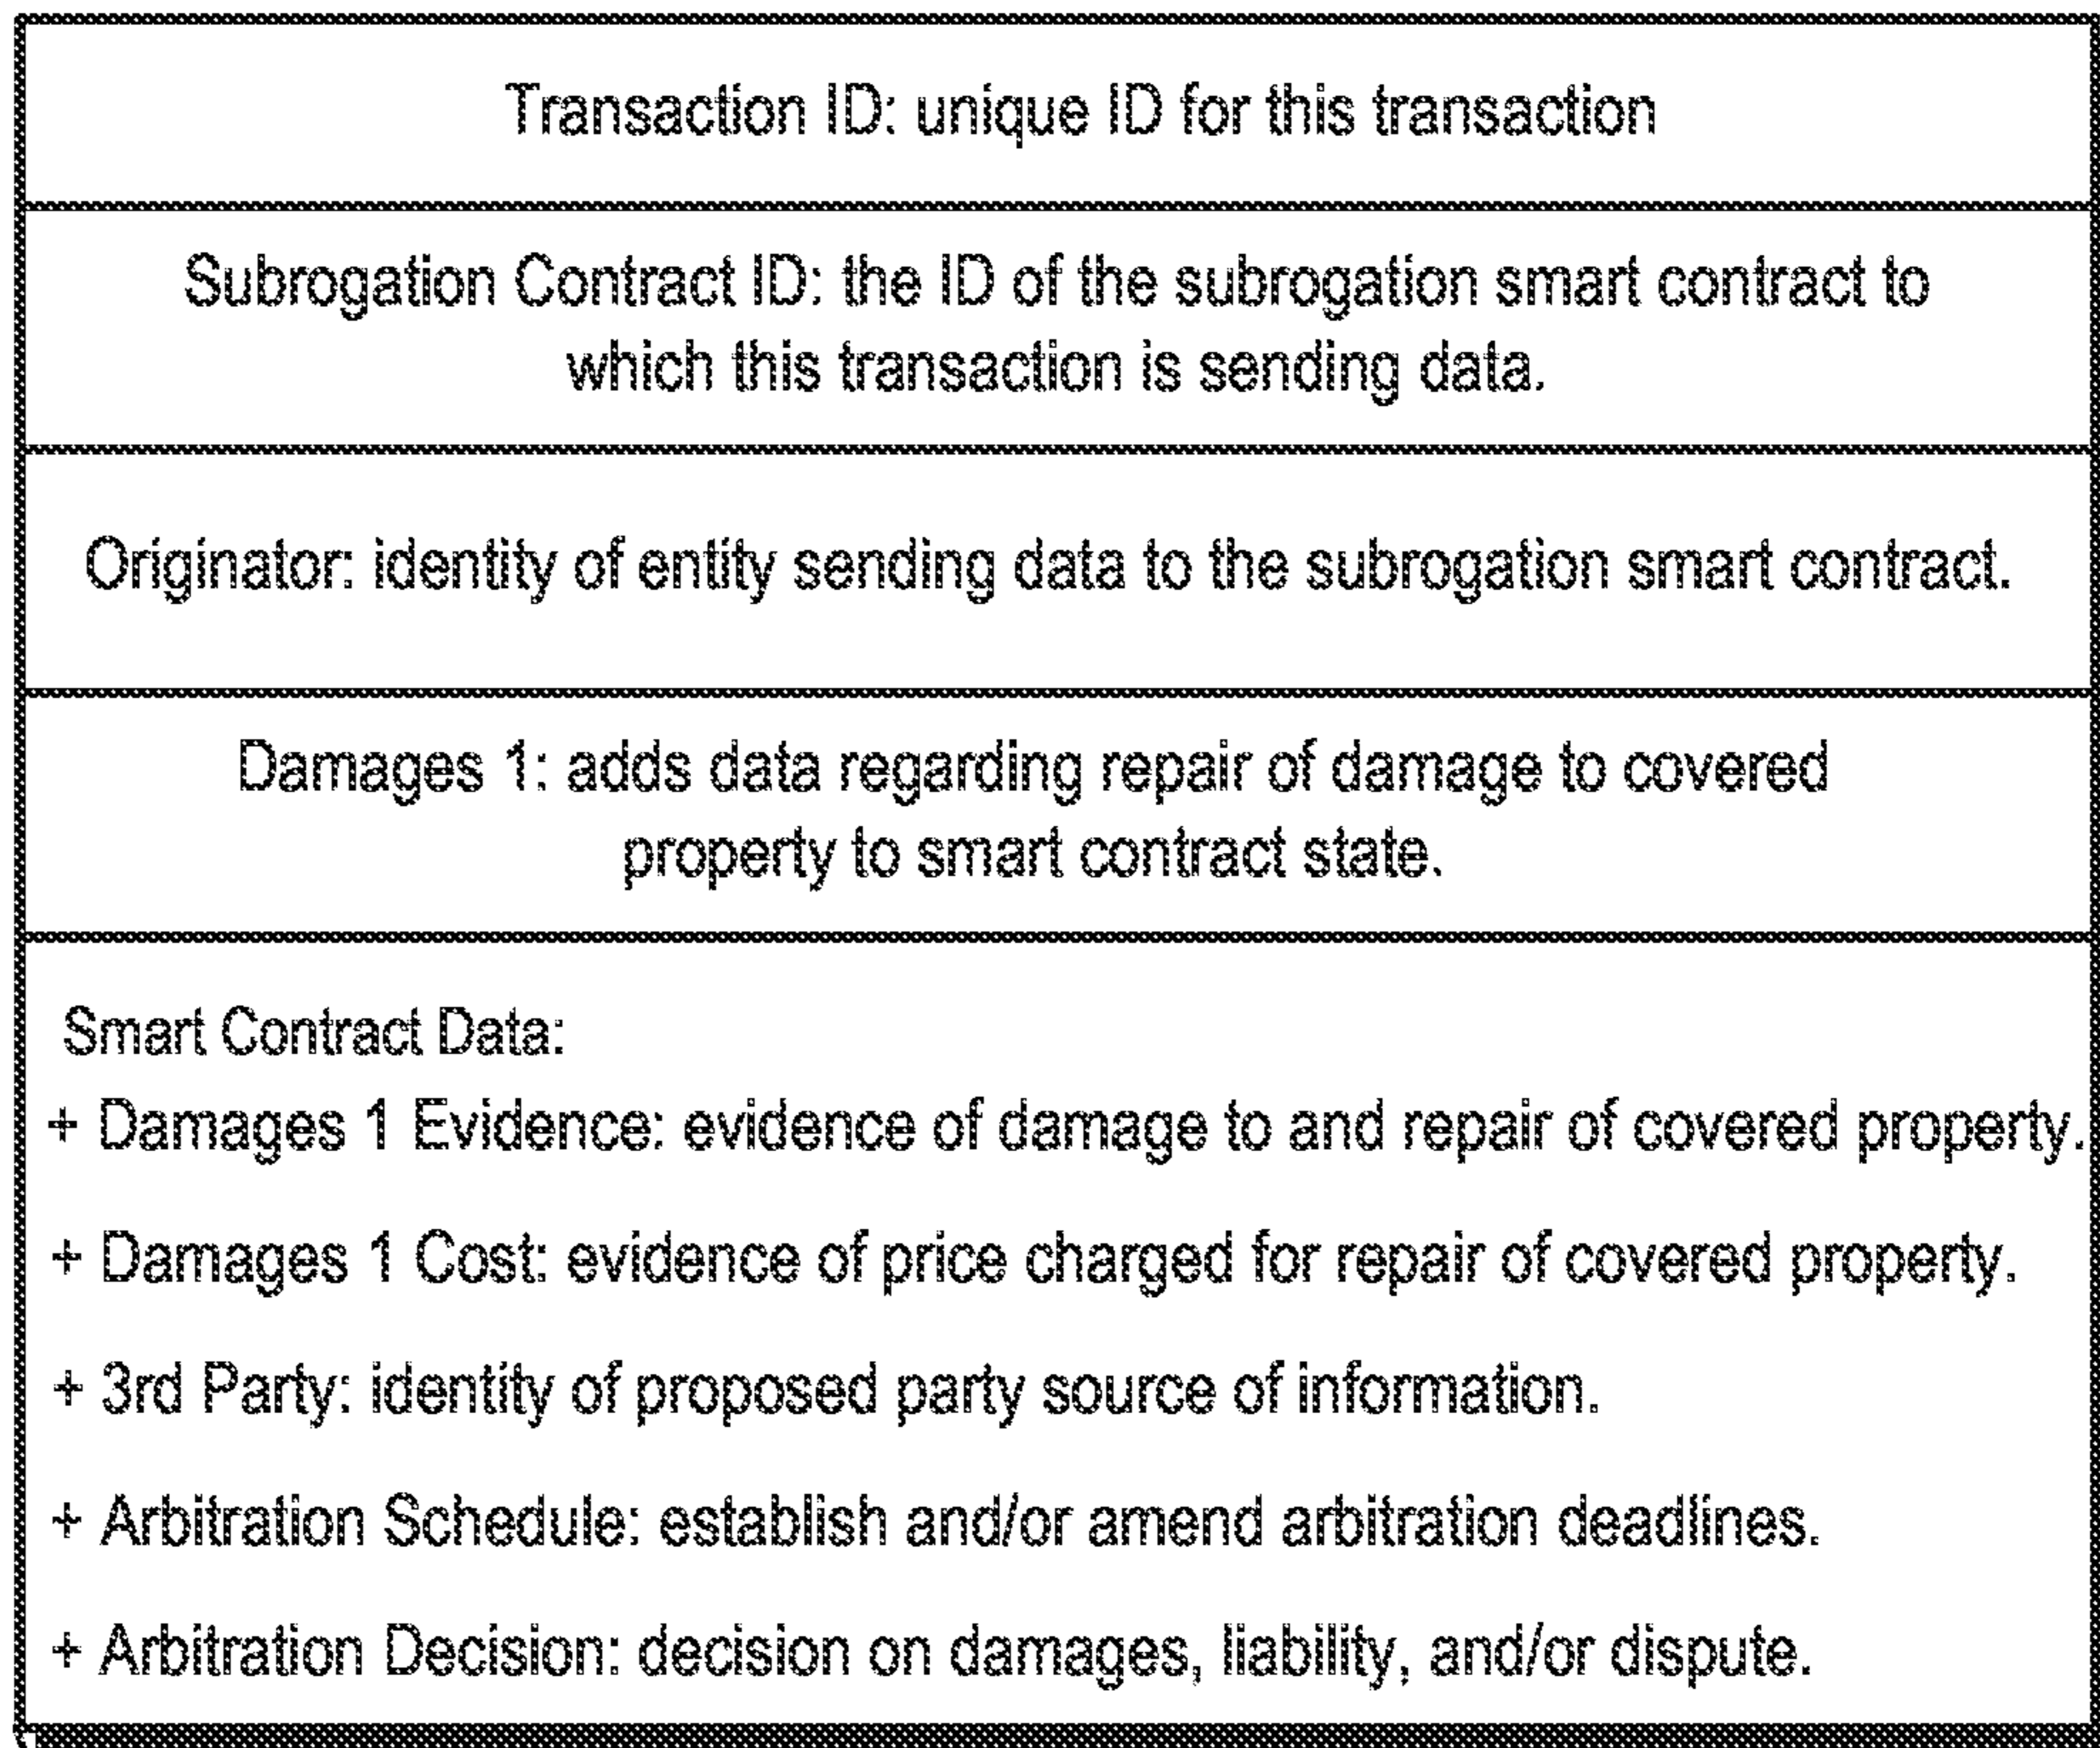 Transaction ID: unique ID for this transaction
Subrogation Contract ID: the ID of the subrogation smart contract to
which this transaction is sending data.
Originator: identity of entity sending data to the subrogation smart contract.
Damages 1: adds data regarding repair of damage to covered
property to smart contract state.
Smart Contract Data:
+ Damages 1 Evidence: evidence of damage to and repair of covered property.
+ Damages 1 Cost: evidence of price charged for repair of covered property.
+ 3rd Party: identity of proposed party source of information.
+ Arbitration Schedule: establish and/or amend arbitration deadlines.
+ Arbitration Decision: decision on damages, liability, and/or dispute.